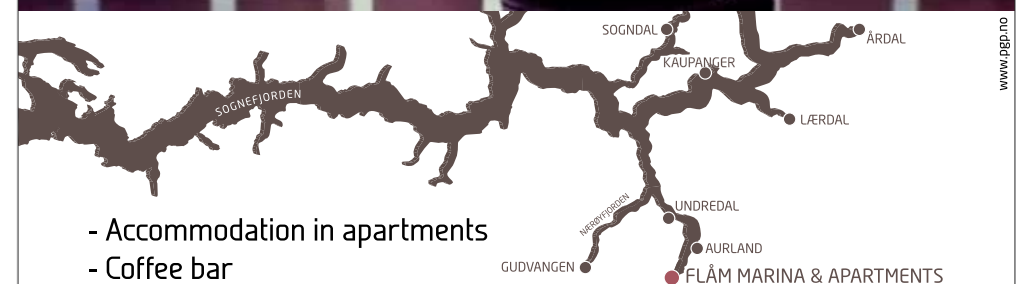 SOGNDAL
ÅRDAL
www.pgp.no
KAUPANGER
SOGNEFJORDEN
LÆRDAL
NÆRØYFJORDEN
UNDREDAL
- Accommodation in apartments
AURLAND
- Coffee bar
GUDVANGEN
FLÅM MARINA & APARTMENTS